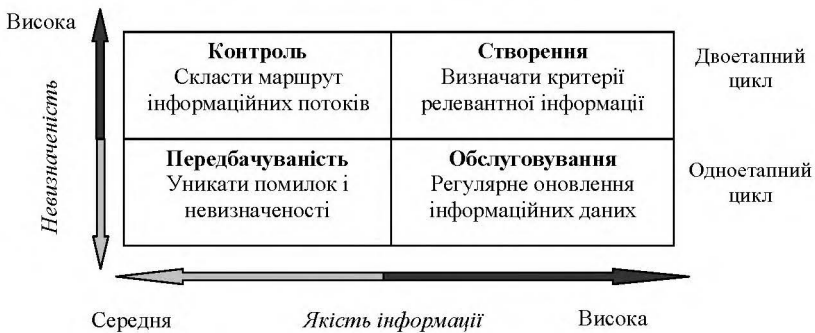 Висока
Невизначеність
Контроль
Скласти маршрут
інформаційних потоків
Створення
Визначати критерії
релевантної інформації
Двоетапний
цикл
Передбачуваність
Уникати помилок і
невизначеності
Обслуговування
Регулярне оновлення
інформаційних даних
Одноетапний
цикл
Середня
Якість інформації
Висока